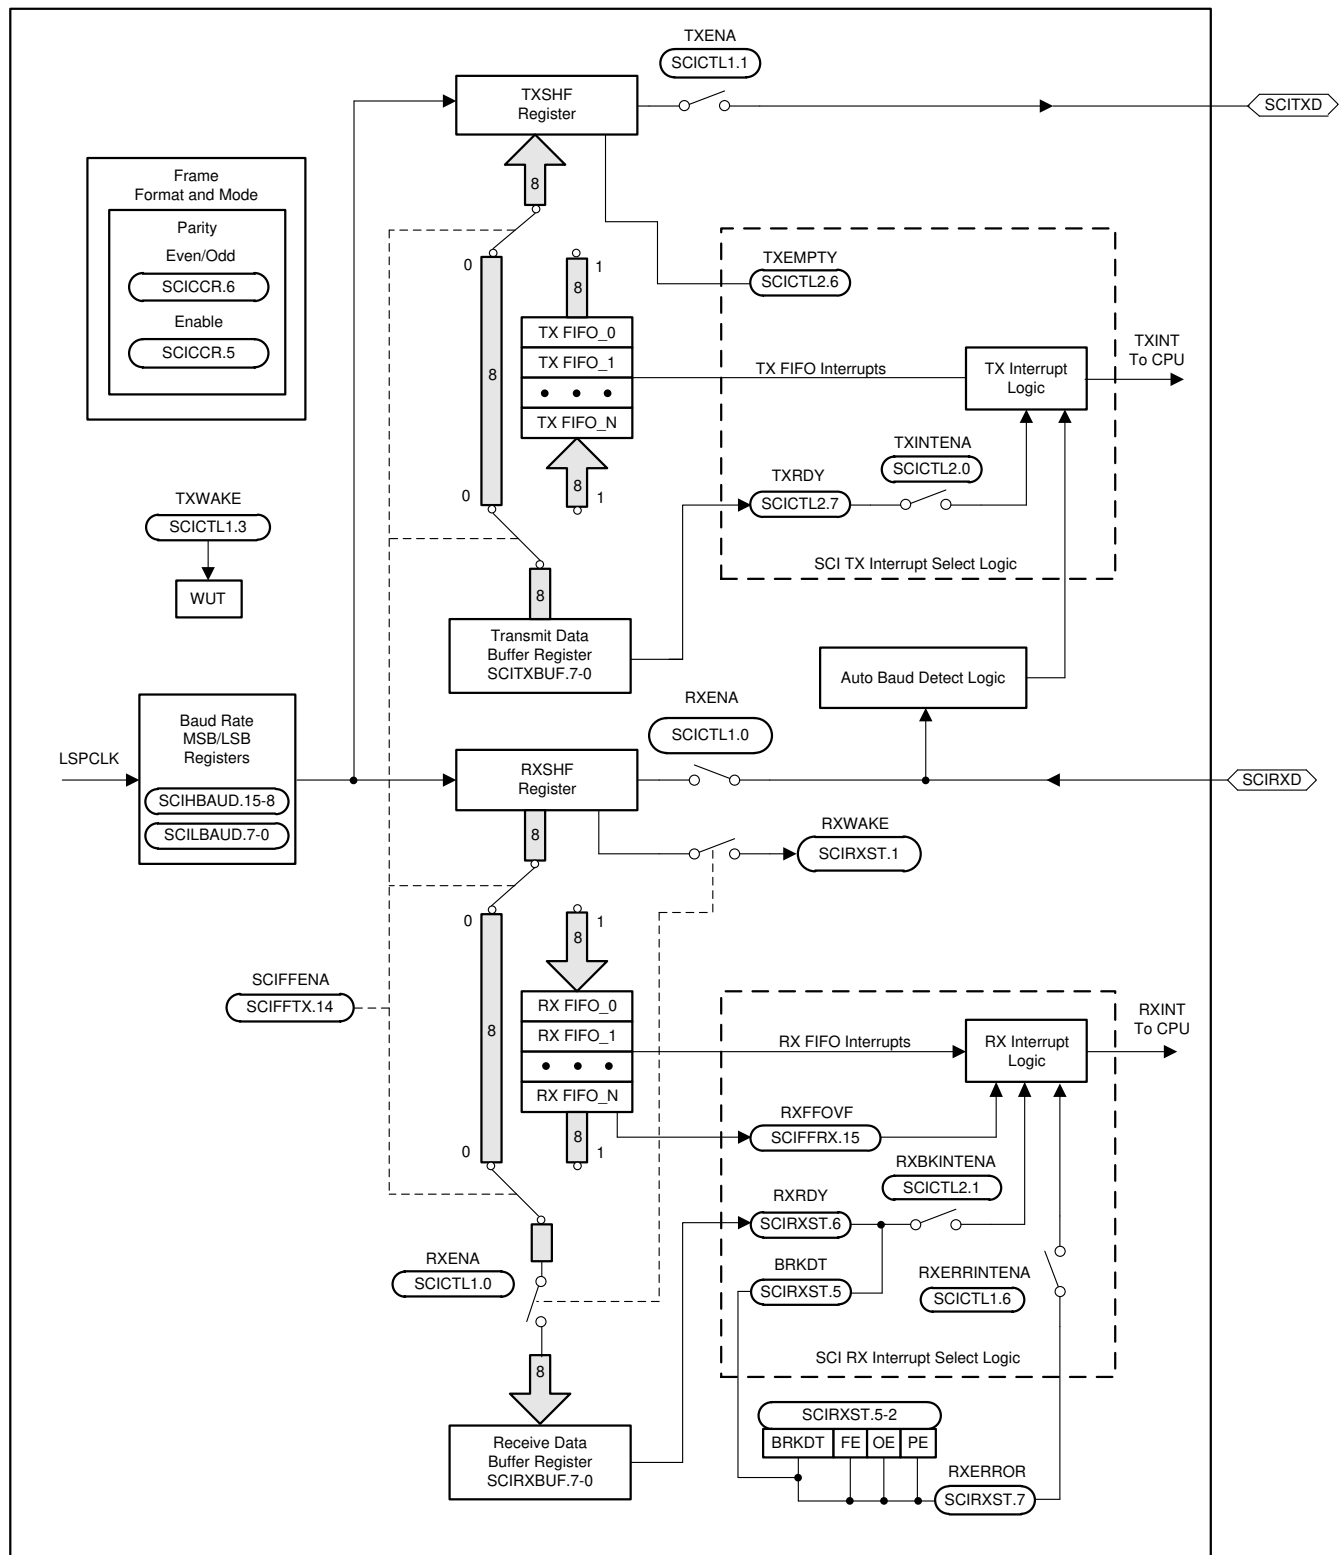 TXENA
SCICTL1.1
TXSHF
Register
SCITXD
Frame
Format and Mode
Parity
Even/Odd
SCICCR.6
Enable
SCICCR.5
8
0
1
8
TX FIFO_0
TX FIFO_1
TX FIFO_N
8
8
0
1
TXEMPTY
SCICTL2.6
TX FIFO Interrupts
TX Interrupt
Logic
TXINT
To CPU
TXINTENA
SCICTL2.0
TXRDY
SCICTL2.7
SCI TX Interrupt Select Logic
TXWAKE
SCICTL1.3
WUT
8
Transmit Data
Buffer Register
SCITXBUF.7-0
Auto Baud Detect Logic
RXENA
SCICTL1.0
LSPCLK
Baud Rate
MSB/LSB
Registers
SCIHBAUD.15-8
SCILBAUD.7-0
RXSHF
Register
SCIRXD
8
RXWAKE
SCIRXST.1
0
1
8
SCIFFENA
SCIFFTX.14
8
RX FIFO_0
RX FIFO_1
RX FIFO_N
8
0
1
RX FIFO Interrupts
RX Interrupt
Logic
RXINT
To CPU
RXFFOVF
SCIFFRX.15
RXBKINTENA
SCICTL2.1
RXRDY
SCIRXST.6
BRKDT
SCIRXST.5
RXERRINTENA
SCICTL1.6
SCI RX Interrupt Select Logic
RXENA
SCICTL1.0
8
Receive Data
Buffer Register
SCIRXBUF.7-0
SCIRXST.5-2
BRKDT FE OE PE
RXERROR
SCIRXST.7